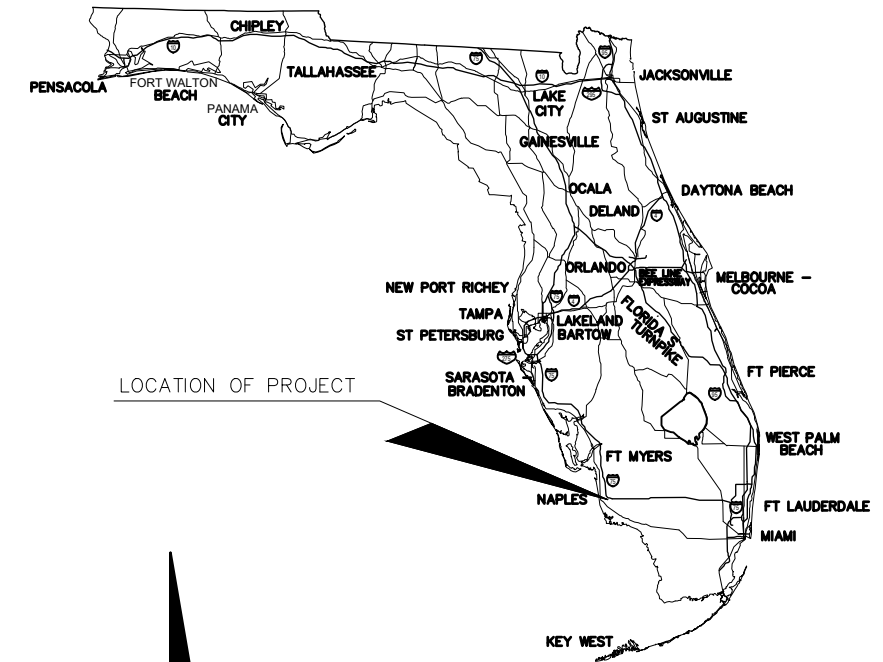 CHIPLEY
PENSACOLA
FORT WALTON
BEACH
PANAMA
CITY
TALLAHASSEE
JACKSONVILLE
LAKE
CITY
ST AUGUSTINE
GAINESVILLE
OCALA
DAYTONA BEACH
DELAND
ORLANDO
BEE LINE
EXPRESSWAY
MELBOURNE -
COCOA
NEW PORT RICHEY
TAMPA
ST PETERSBURG
LAKELAND
BARTOW
FLORIDA S
TURNPIKE
SARASOTA -
BRADENTON
FT PIERCE
LOCATION OF PROJECT
WEST PALM
BEACH
FT MYERS
NAPLES
FT LAUDERDALE
MIAMI
KEY WEST